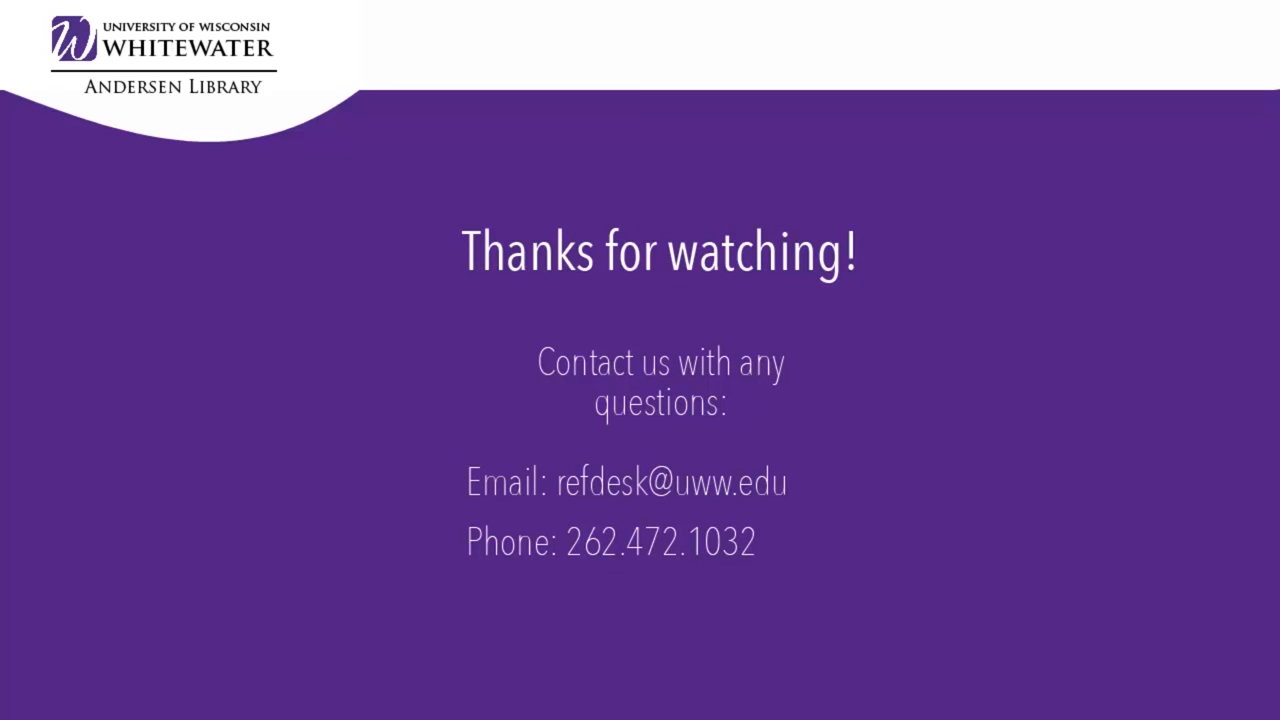 UNIVERSITY OF WISCONSIN
WHITEWATER
ANDERSEN LIBRARY
Thanks for watching!
Contact us with any
questions:
Email: refdesk@uww.edu
Phone: 262.472.1032